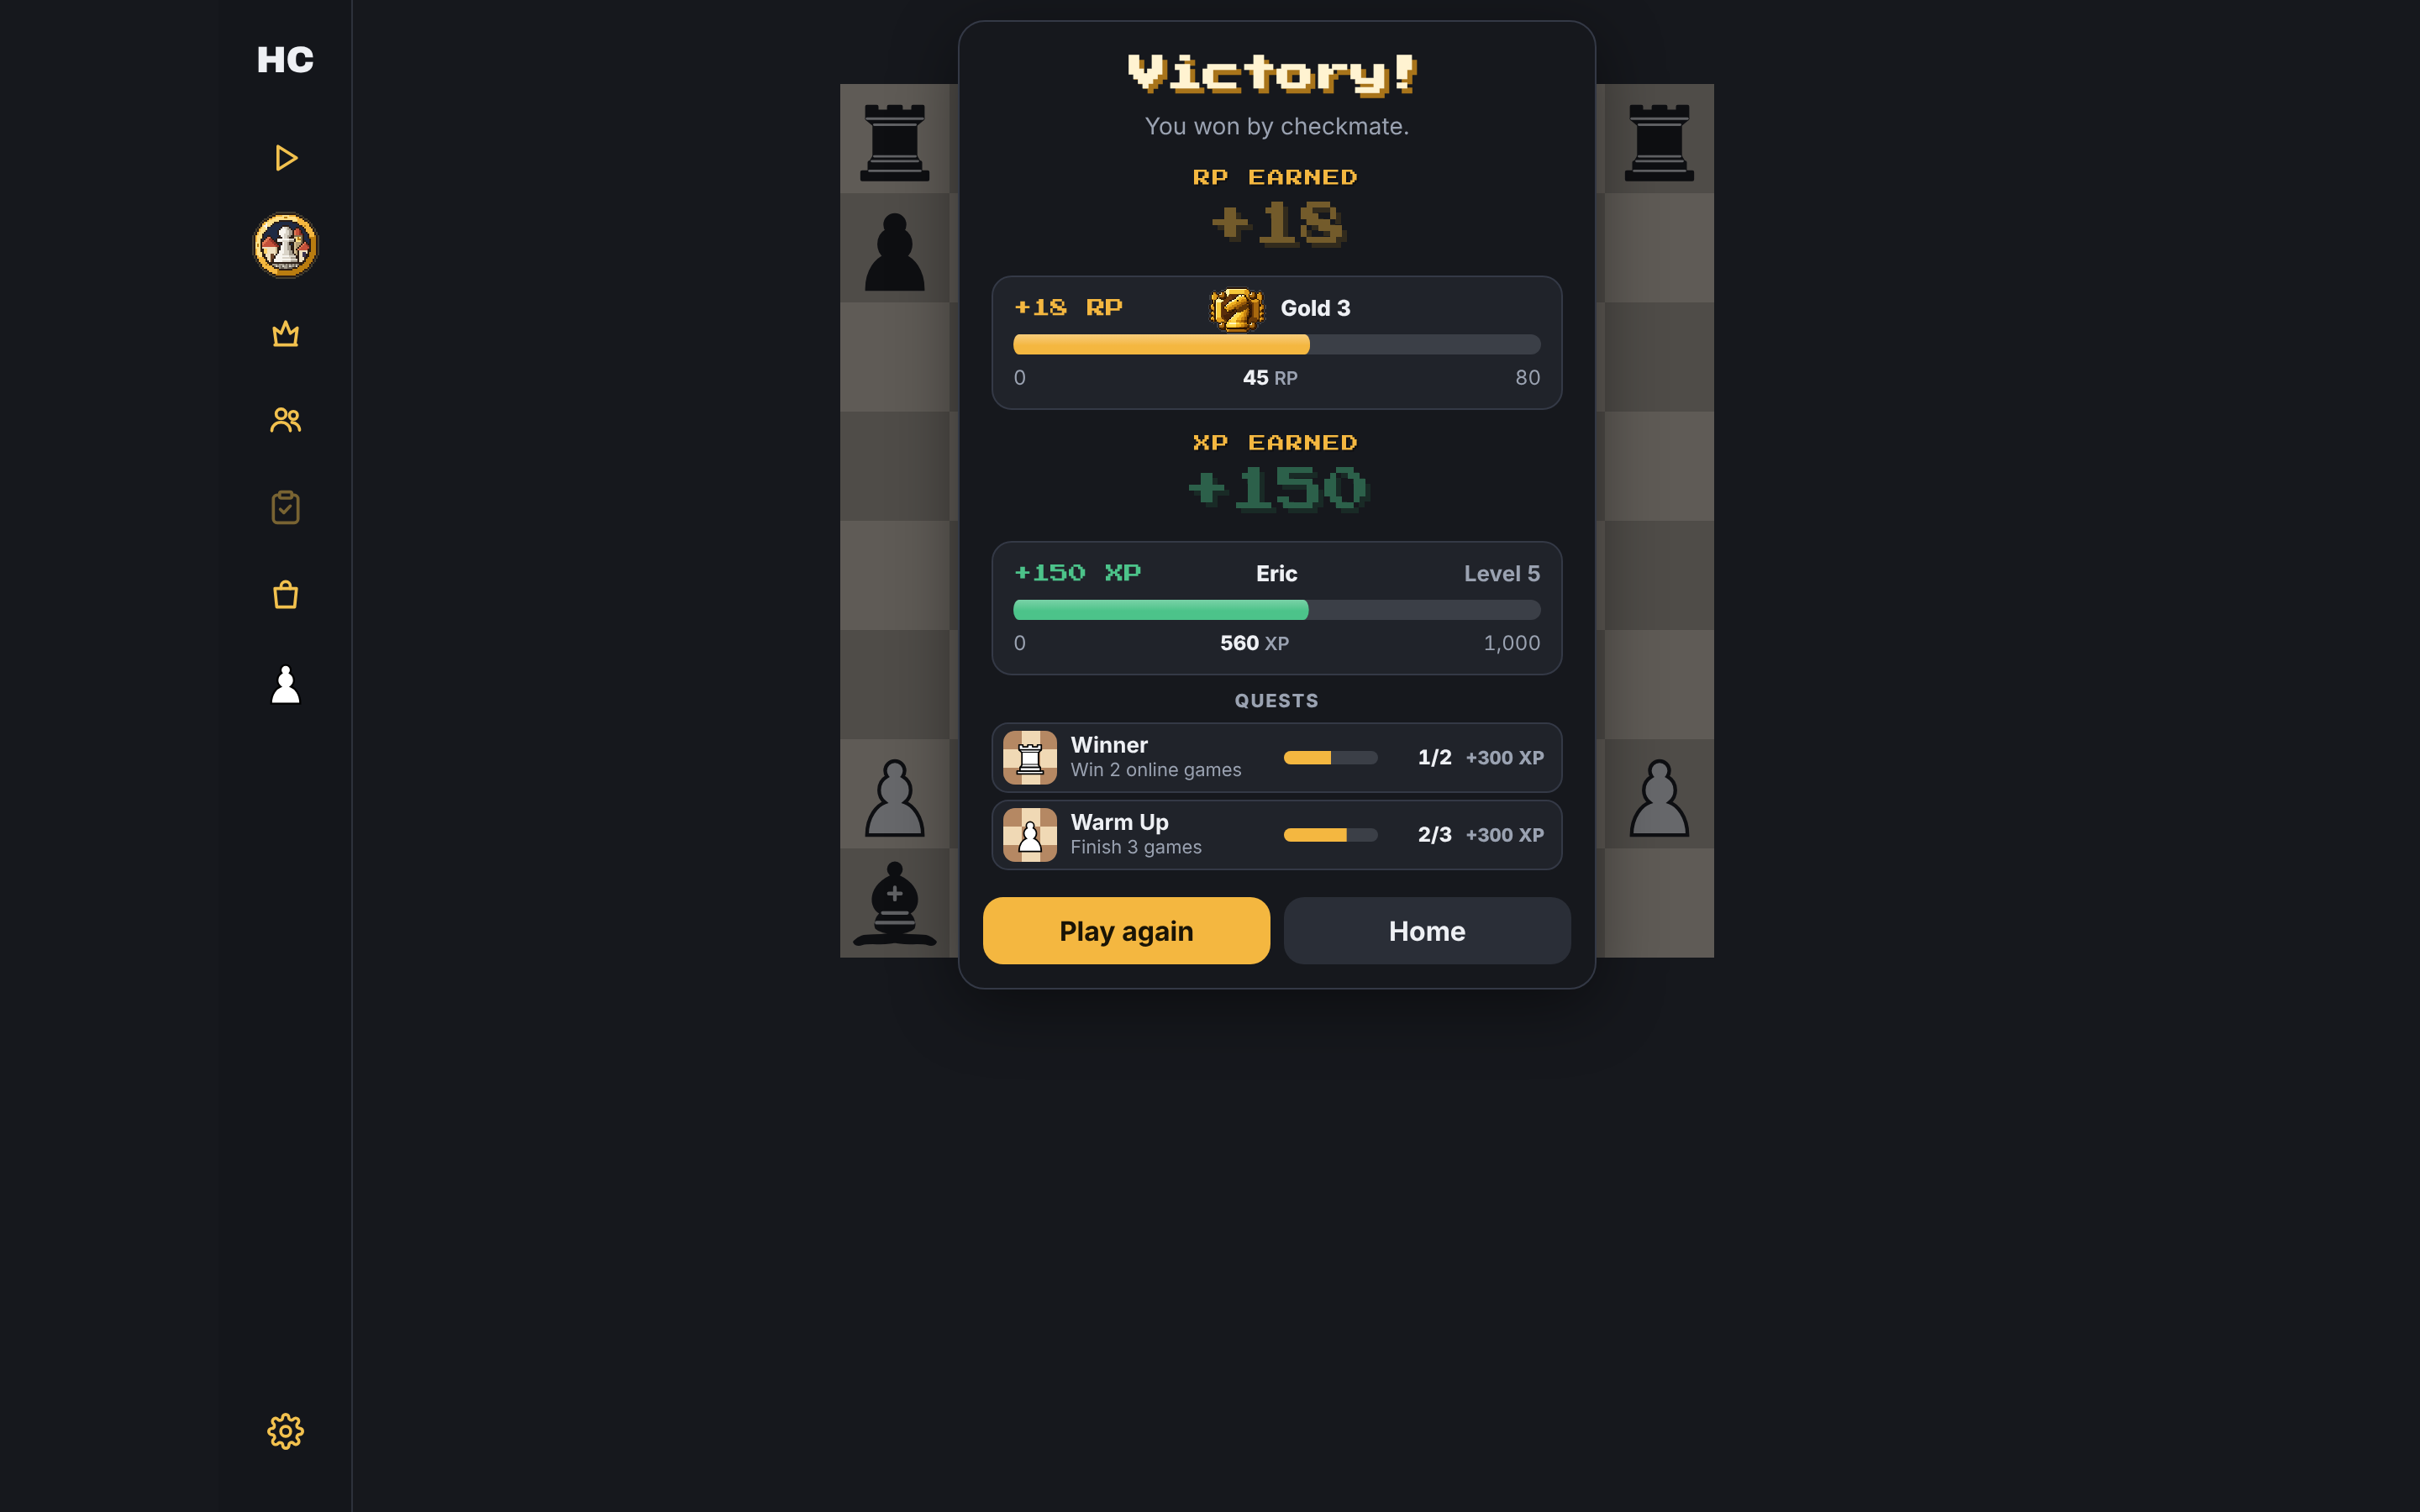 HC
Victory!
You won by checkmate.
RP EARNED
+18
+18 RP Gold 3
0 45 RP 80
XP EARNED
+150
+150 XP Eric Level 5
0 560 XP 1,000
QUESTS
Winner
Win 2 online games
1/2 +300 XP
Warm Up
Finish 3 games
2/3 +300 XP
Play again Home